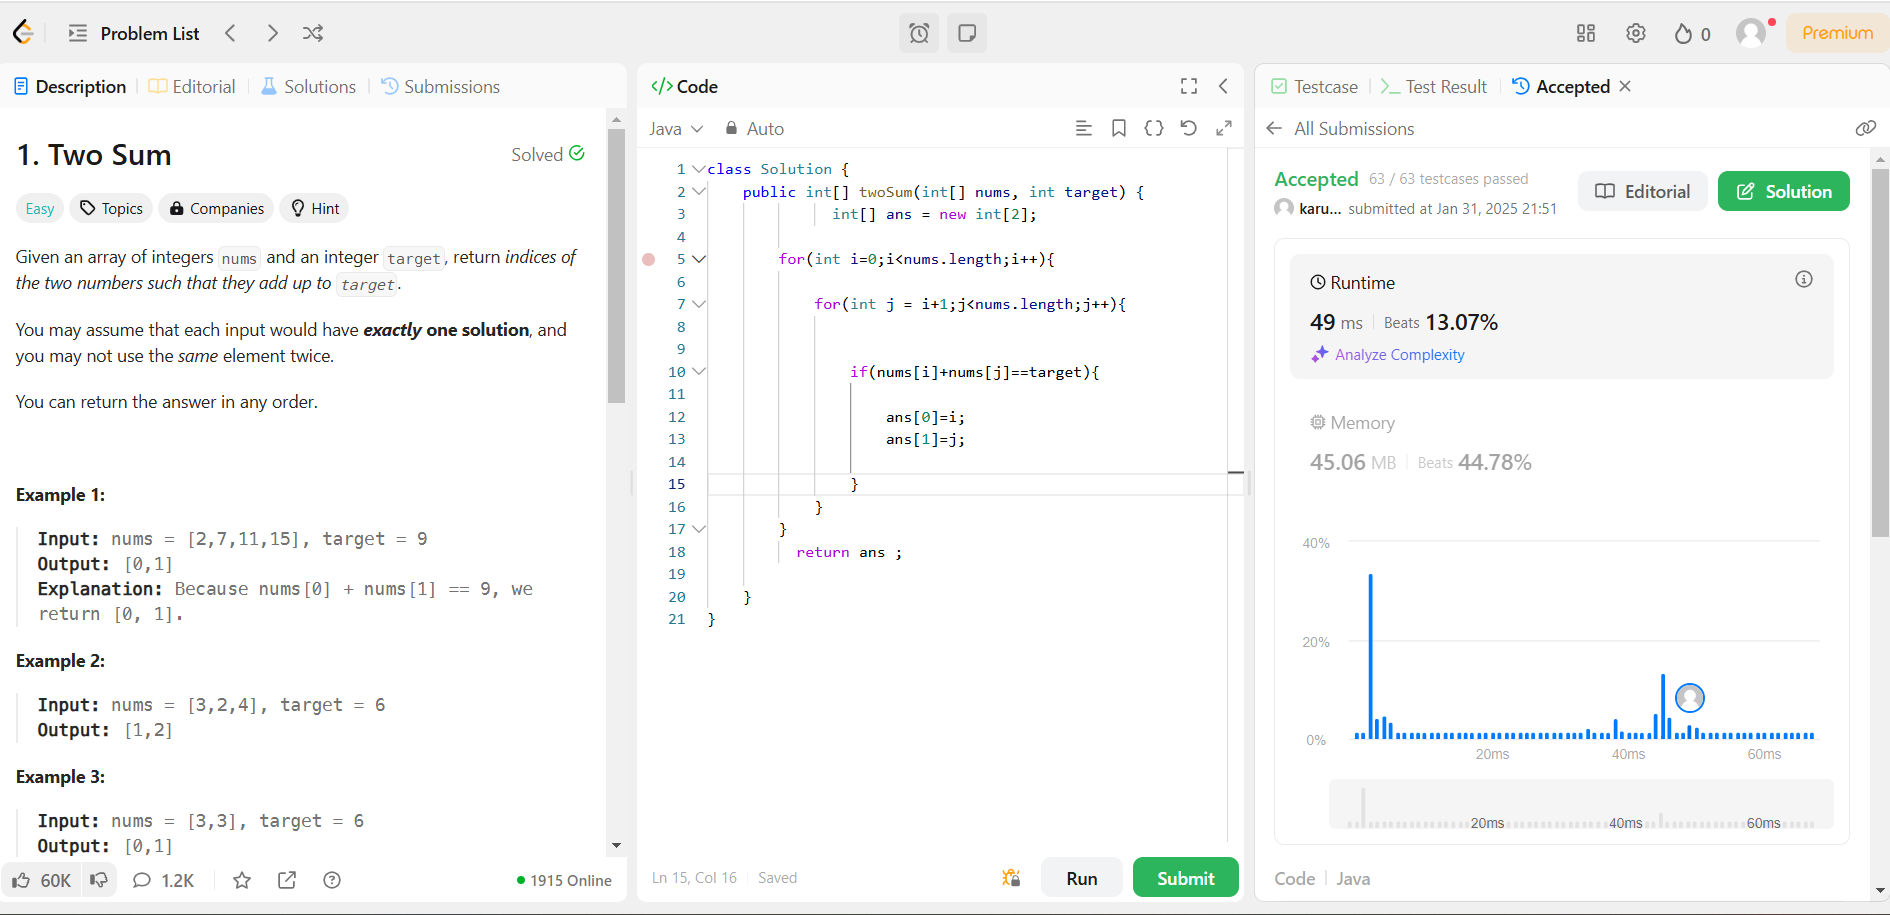 Problem List
0
Premium
Description
Editorial
Solutions
Submissions
1. Two Sum
Solved
Easy
Topics
Companies
Hint
Given an array of integers nums and an integer target, return indices of
the two numbers such that they add up to target.
You may assume that each input would have exactly one solution, and
you may not use the same element twice.
You can return the answer in any order.
Example 1:
Input: nums = [2,7,11,15], target = 9
Output: [0,1]
Explanation: Because nums[0] + nums[1] == 9, we
return [0, 1].
Example 2:
Input: nums = [3,2,4], target = 6
Output: [1,2]
Example 3:
Input: nums = [3,3], target = 6
Output: [0,1]
60K
1.2K
1915 Online
</> Code
Java
Auto
1 class Solution {
2 public int[] twoSum(int[] nums, int target) {
3 int[] ans = new int[2];
4
5 for(int i=0;i<nums.length;i++){
6
7 for(int j = i+1;j<nums.length;j++){
8
9
10 if(nums[i]+nums[j]==target){
11
12 ans[0]=i;
13 ans[1]=j;
14
15 }
16 }
17 }
18 return ans ;
19
20 }
21 }
Ln 15, Col 16
Saved
Run
Submit
Testcase
Test Result
Accepted
All Submissions
Accepted 63 / 63 testcases passed
karu... submitted at Jan 31, 2025 21:51
Editorial
Solution
Runtime
49 ms Beats 13.07%
Analyze Complexity
Memory
45.06 MB Beats 44.78%
40%
20%
0%
20ms 40ms 60ms
20ms 40ms 60ms
Code Java